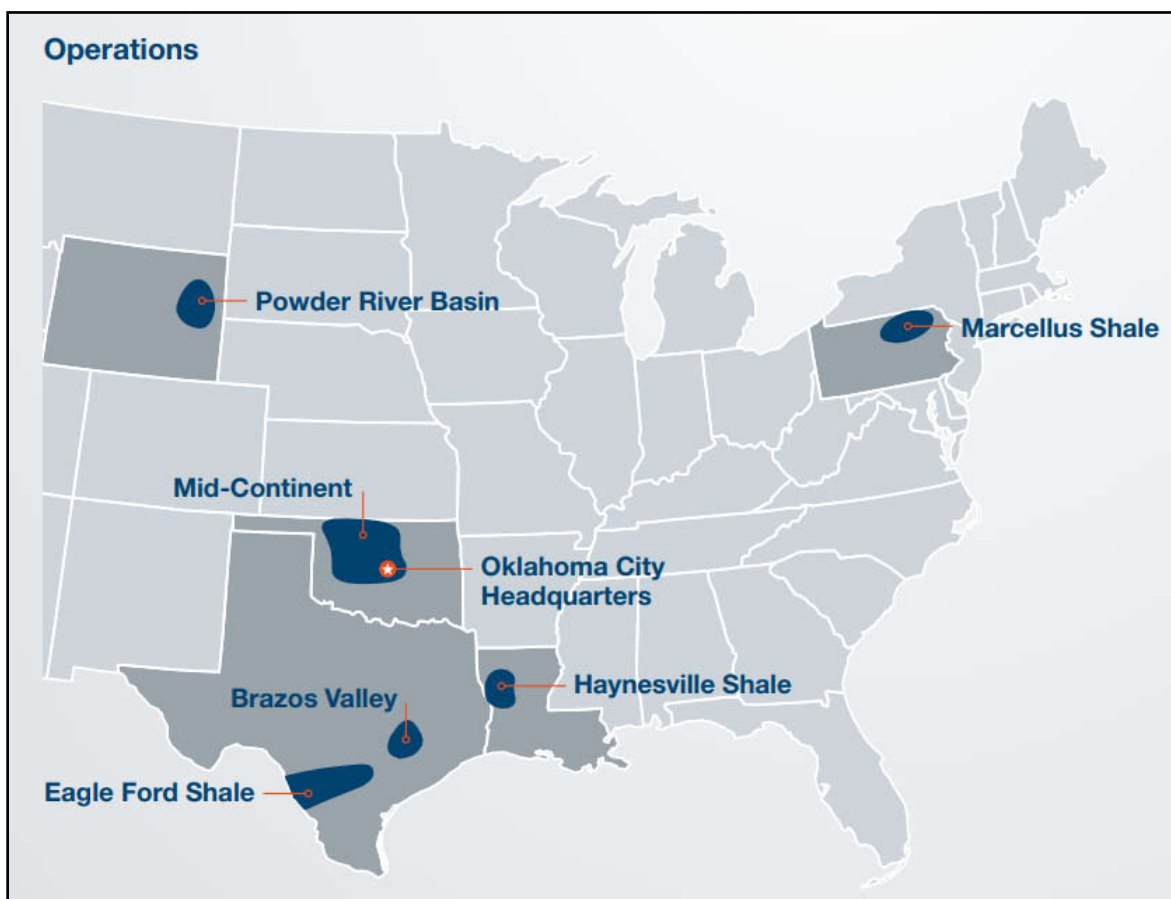 Operations
Powder River Basin
Marcellus Shale
Mid-Continent
Oklahoma City
Headquarters
Haynesville Shale
Brazos Valley
Eagle Ford Shale